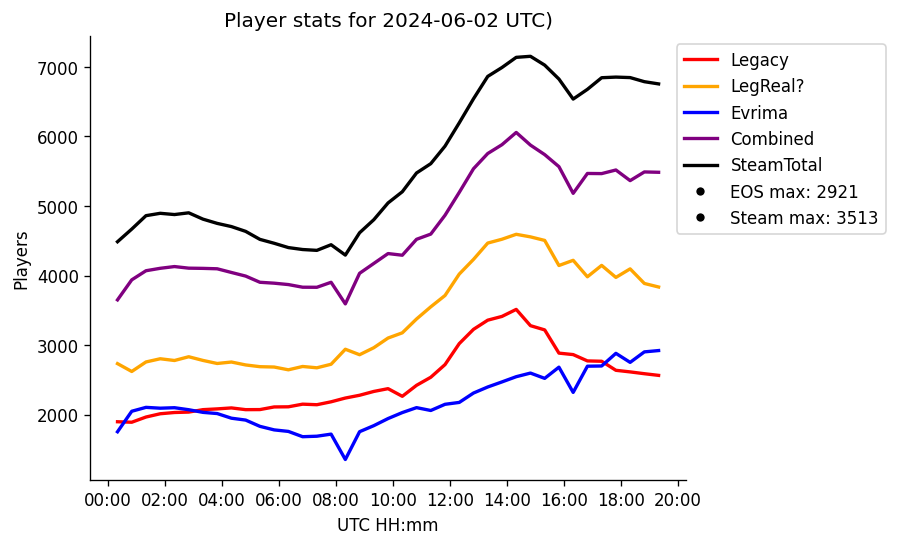 Player stats for 2024-06-02 UTC)
Legacy
LegReal?
Evrima
Combined
SteamTotal
EOS max: 2921
Steam max: 3513
Players
7000
6000
5000
4000
3000
2000
00:00 02:00 04:00 06:00 08:00 10:00 12:00 14:00 16:00 18:00 20:00
UTC HH:mm